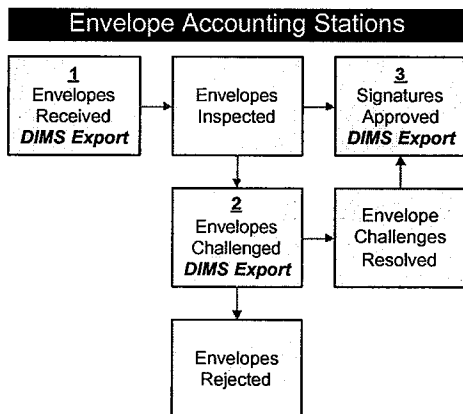 Envelope Accounting Stations
1
Envelopes
Received
DIMS Export
Envelopes
Inspected
3
Signatures
Approved
DIMS Export
2
Envelopes
Challenged
DIMS Export
Envelope
Challenges
Resolved
Envelopes
Rejected